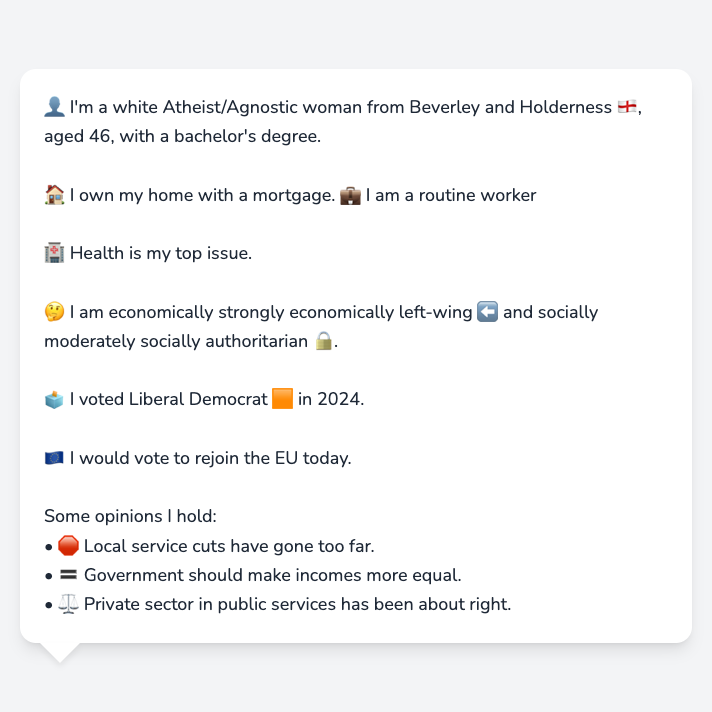 👤 I'm a white Atheist/Agnostic woman from Beverley and Holderness 🏴󠁧󠁢󠁥󠁮󠁧󠁿,
aged 46, with a bachelor's degree.
🏠 I own my home with a mortgage. 💼 I am a routine worker
🏥 Health is my top issue.
🤔 I am economically strongly economically left-wing ⬅️ and socially
moderately socially authoritarian 🔒.
🗳️ I voted Liberal Democrat 🟧 in 2024.
🇪🇺 I would vote to rejoin the EU today.
Some opinions I hold:
• 🛑 Local service cuts have gone too far.
• 🟰 Government should make incomes more equal.
• ⚖️ Private sector in public services has been about right.